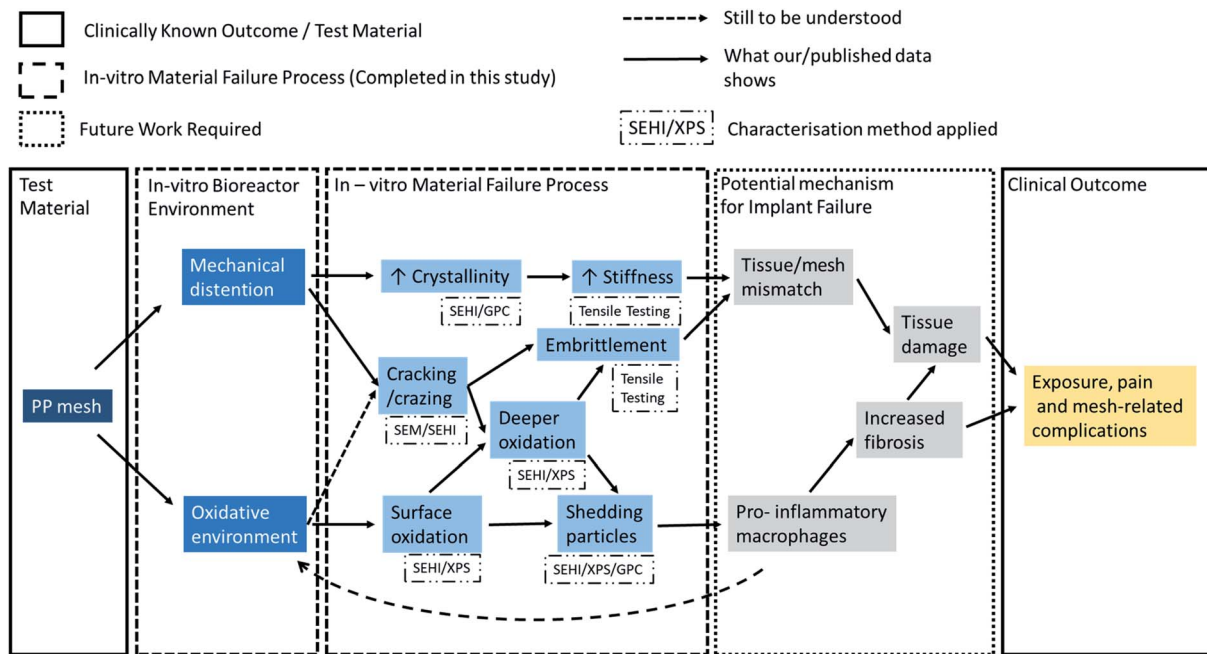 Clinically Known Outcome / Test Material
In-vitro Material Failure Process (Completed in this study)
Future Work Required
Still to be understood
What our/published data
shows
SEHI/XPS
Characterisation method applied
Test
Material
In-vitro Bioreactor
Environment
In – vitro Material Failure Process
Potential mechanism
for Implant Failure
Clinical Outcome
Mechanical
distention
↑ Crystallinity
SEHI/GPC
↑ Stiffness
Tensile Testing
Tissue/mesh
mismatch
Embrittlement
Tensile
Testing
Tissue
damage
PP mesh
Cracking
/crazing
SEM/SEHI
Deeper
oxidation
SEHI/XPS
Increased
fibrosis
Exposure, pain
and mesh-related
complications
Oxidative
environment
Surface
oxidation
SEHI/XPS
Shedding
particles
SEHI/XPS/GPC
Pro- inflammatory
macrophages